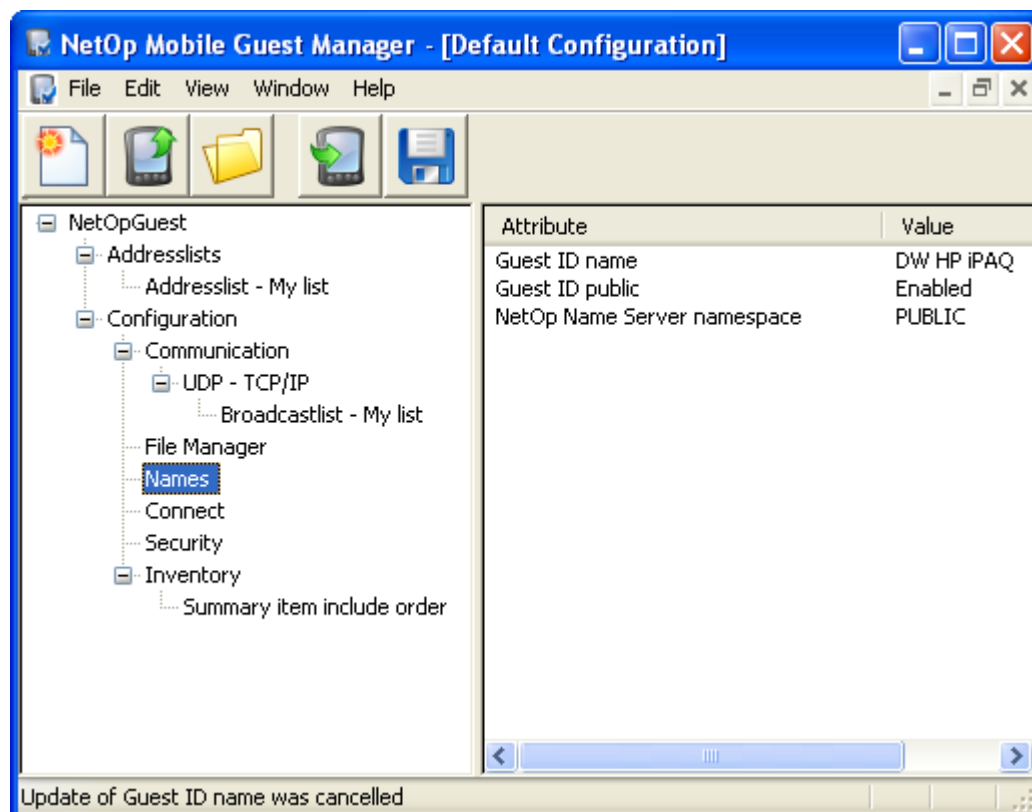 NetOp Mobile Guest Manager - [Default Configuration]
File Edit View Window Help
NetOpGuest
Addresslists
Addresslist - My list
Configuration
Communication
UDP - TCP/IP
Broadcastlist - My list
File Manager
Names
Connect
Security
Inventory
Summary item include order
Attribute Value
Guest ID name DW HP iPAQ
Guest ID public Enabled
NetOp Name Server namespace PUBLIC
Update of Guest ID name was cancelled